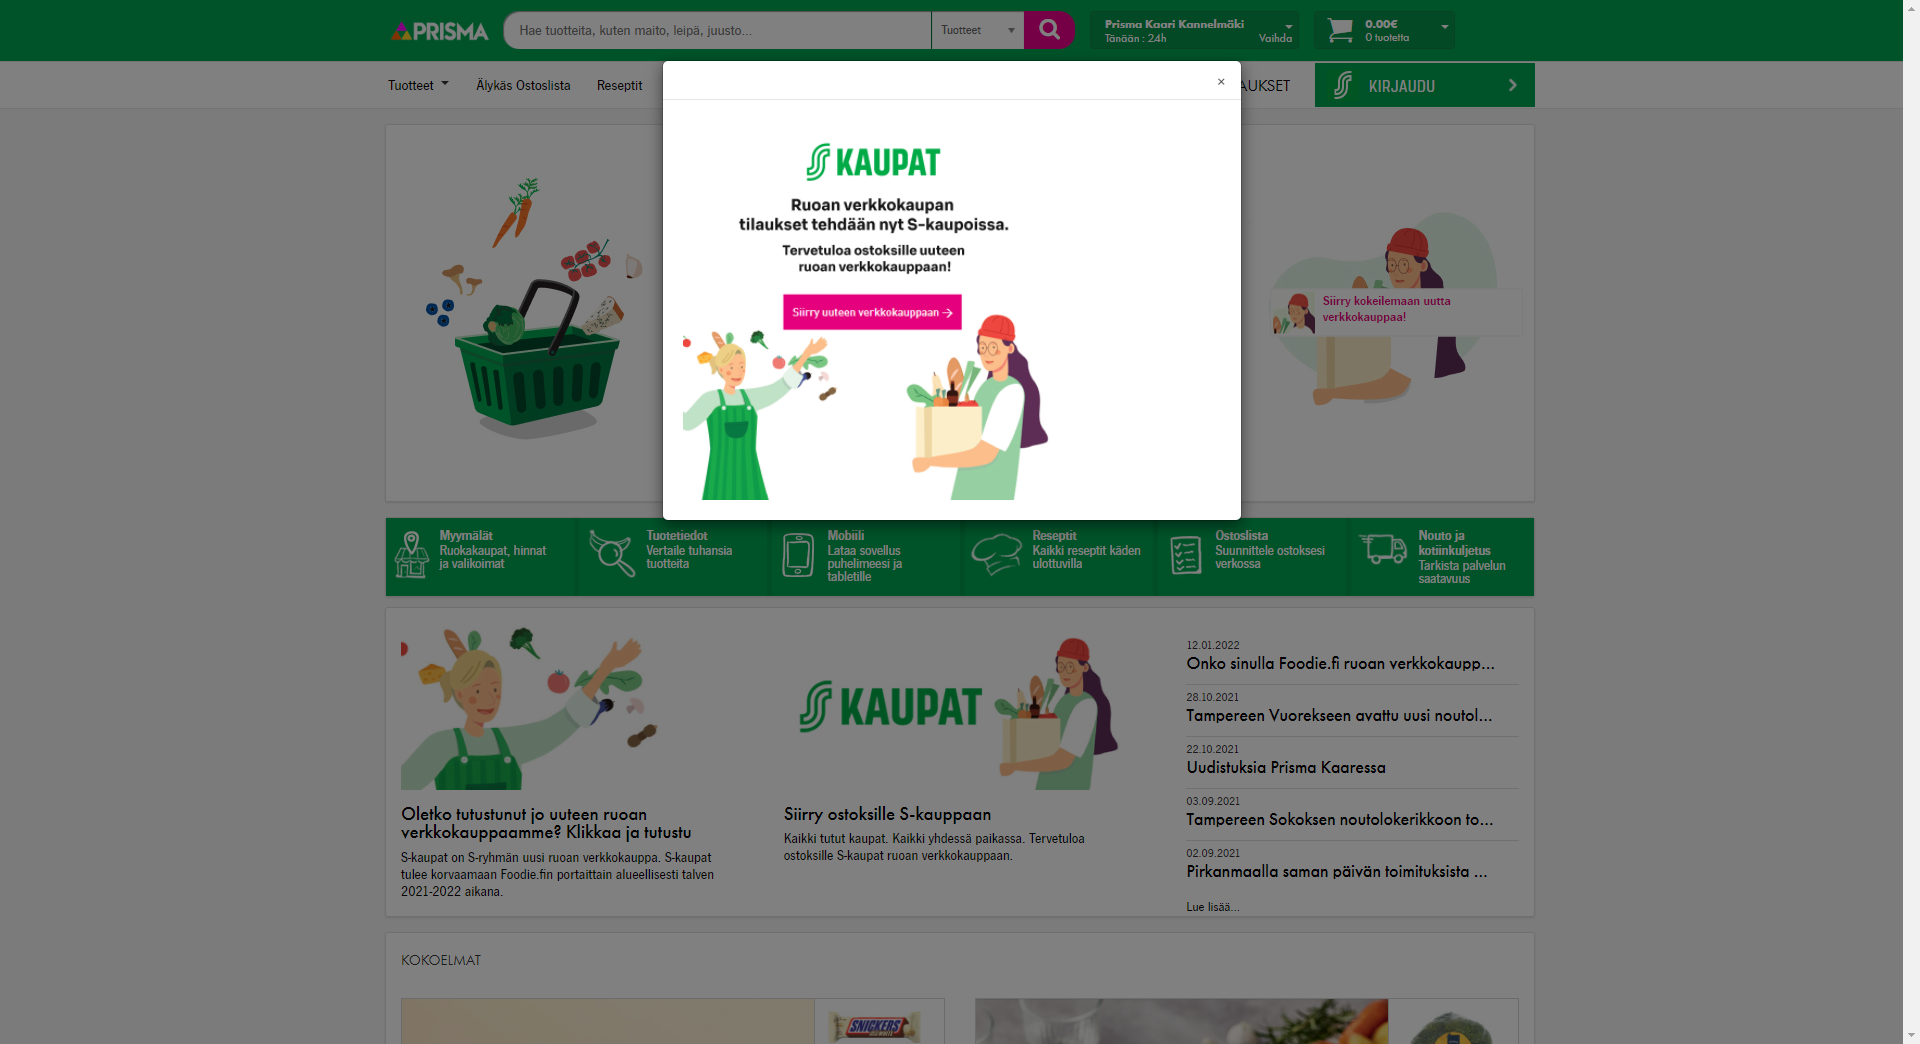 PRISMA
Hae tuotteita, kuten maito, leipä, juusto...
Tuotteet
Prisma Kaari Kannelmäki
Tänään : 24h
Vaihda
0.00€
0 tuotetta
Tuotteet
Älykäs Ostoslista
Reseptit
AUKSET
KIRJAUDU
×
KAUPAT
Ruoan verkkokaupan
tilaukset tehdään nyt S-kaupoissa.
Tervetuloa ostoksille uuteen
ruoan verkkokauppaan!
Siirry uuteen verkkokauppaan →
Siirry kokeilemaan uutta
verkkokauppaa!
Myymälät
Ruokakaupat, hinnat
ja valikoimat
Tuotetiedot
Vertaile tuhansia
tuotteita
Mobiili
Lataa sovellus
puhelimeesi ja
tabletille
Reseptit
Kaikki reseptit käden
ulottuvilla
Ostoslista
Suunnittele ostoksesi
verkossa
Nouto ja
kotiinkuljetus
Tarkista palvelun
saatavuus
Oletko tutustunut jo uuteen ruoan
verkkokauppaamme? Klikkaa ja tutustu
S-kaupat on S-ryhmän uusi ruoan verkkokauppa. S-kaupat
tulee korvaamaan Foodie.fin portaittain alueellisesti talven
2021-2022 aikana.
KAUPAT
Siirry ostoksille S-kauppaan
Kaikki tutut kaupat. Kaikki yhdessä paikassa. Tervetuloa
ostoksille S-kaupat ruoan verkkokauppaan.
12.01.2022
Onko sinulla Foodie.fi ruoan verkkokaupp...
28.10.2021
Tampereen Vuorekseen avattu uusi noutol...
22.10.2021
Uudistuksia Prisma Kaaressa
03.09.2021
Tampereen Sokoksen noutolokerikkoon to...
02.09.2021
Pirkanmaalla saman päivän toimituksista ...
Lue lisää...
KOKOELMAT
SNICKERS